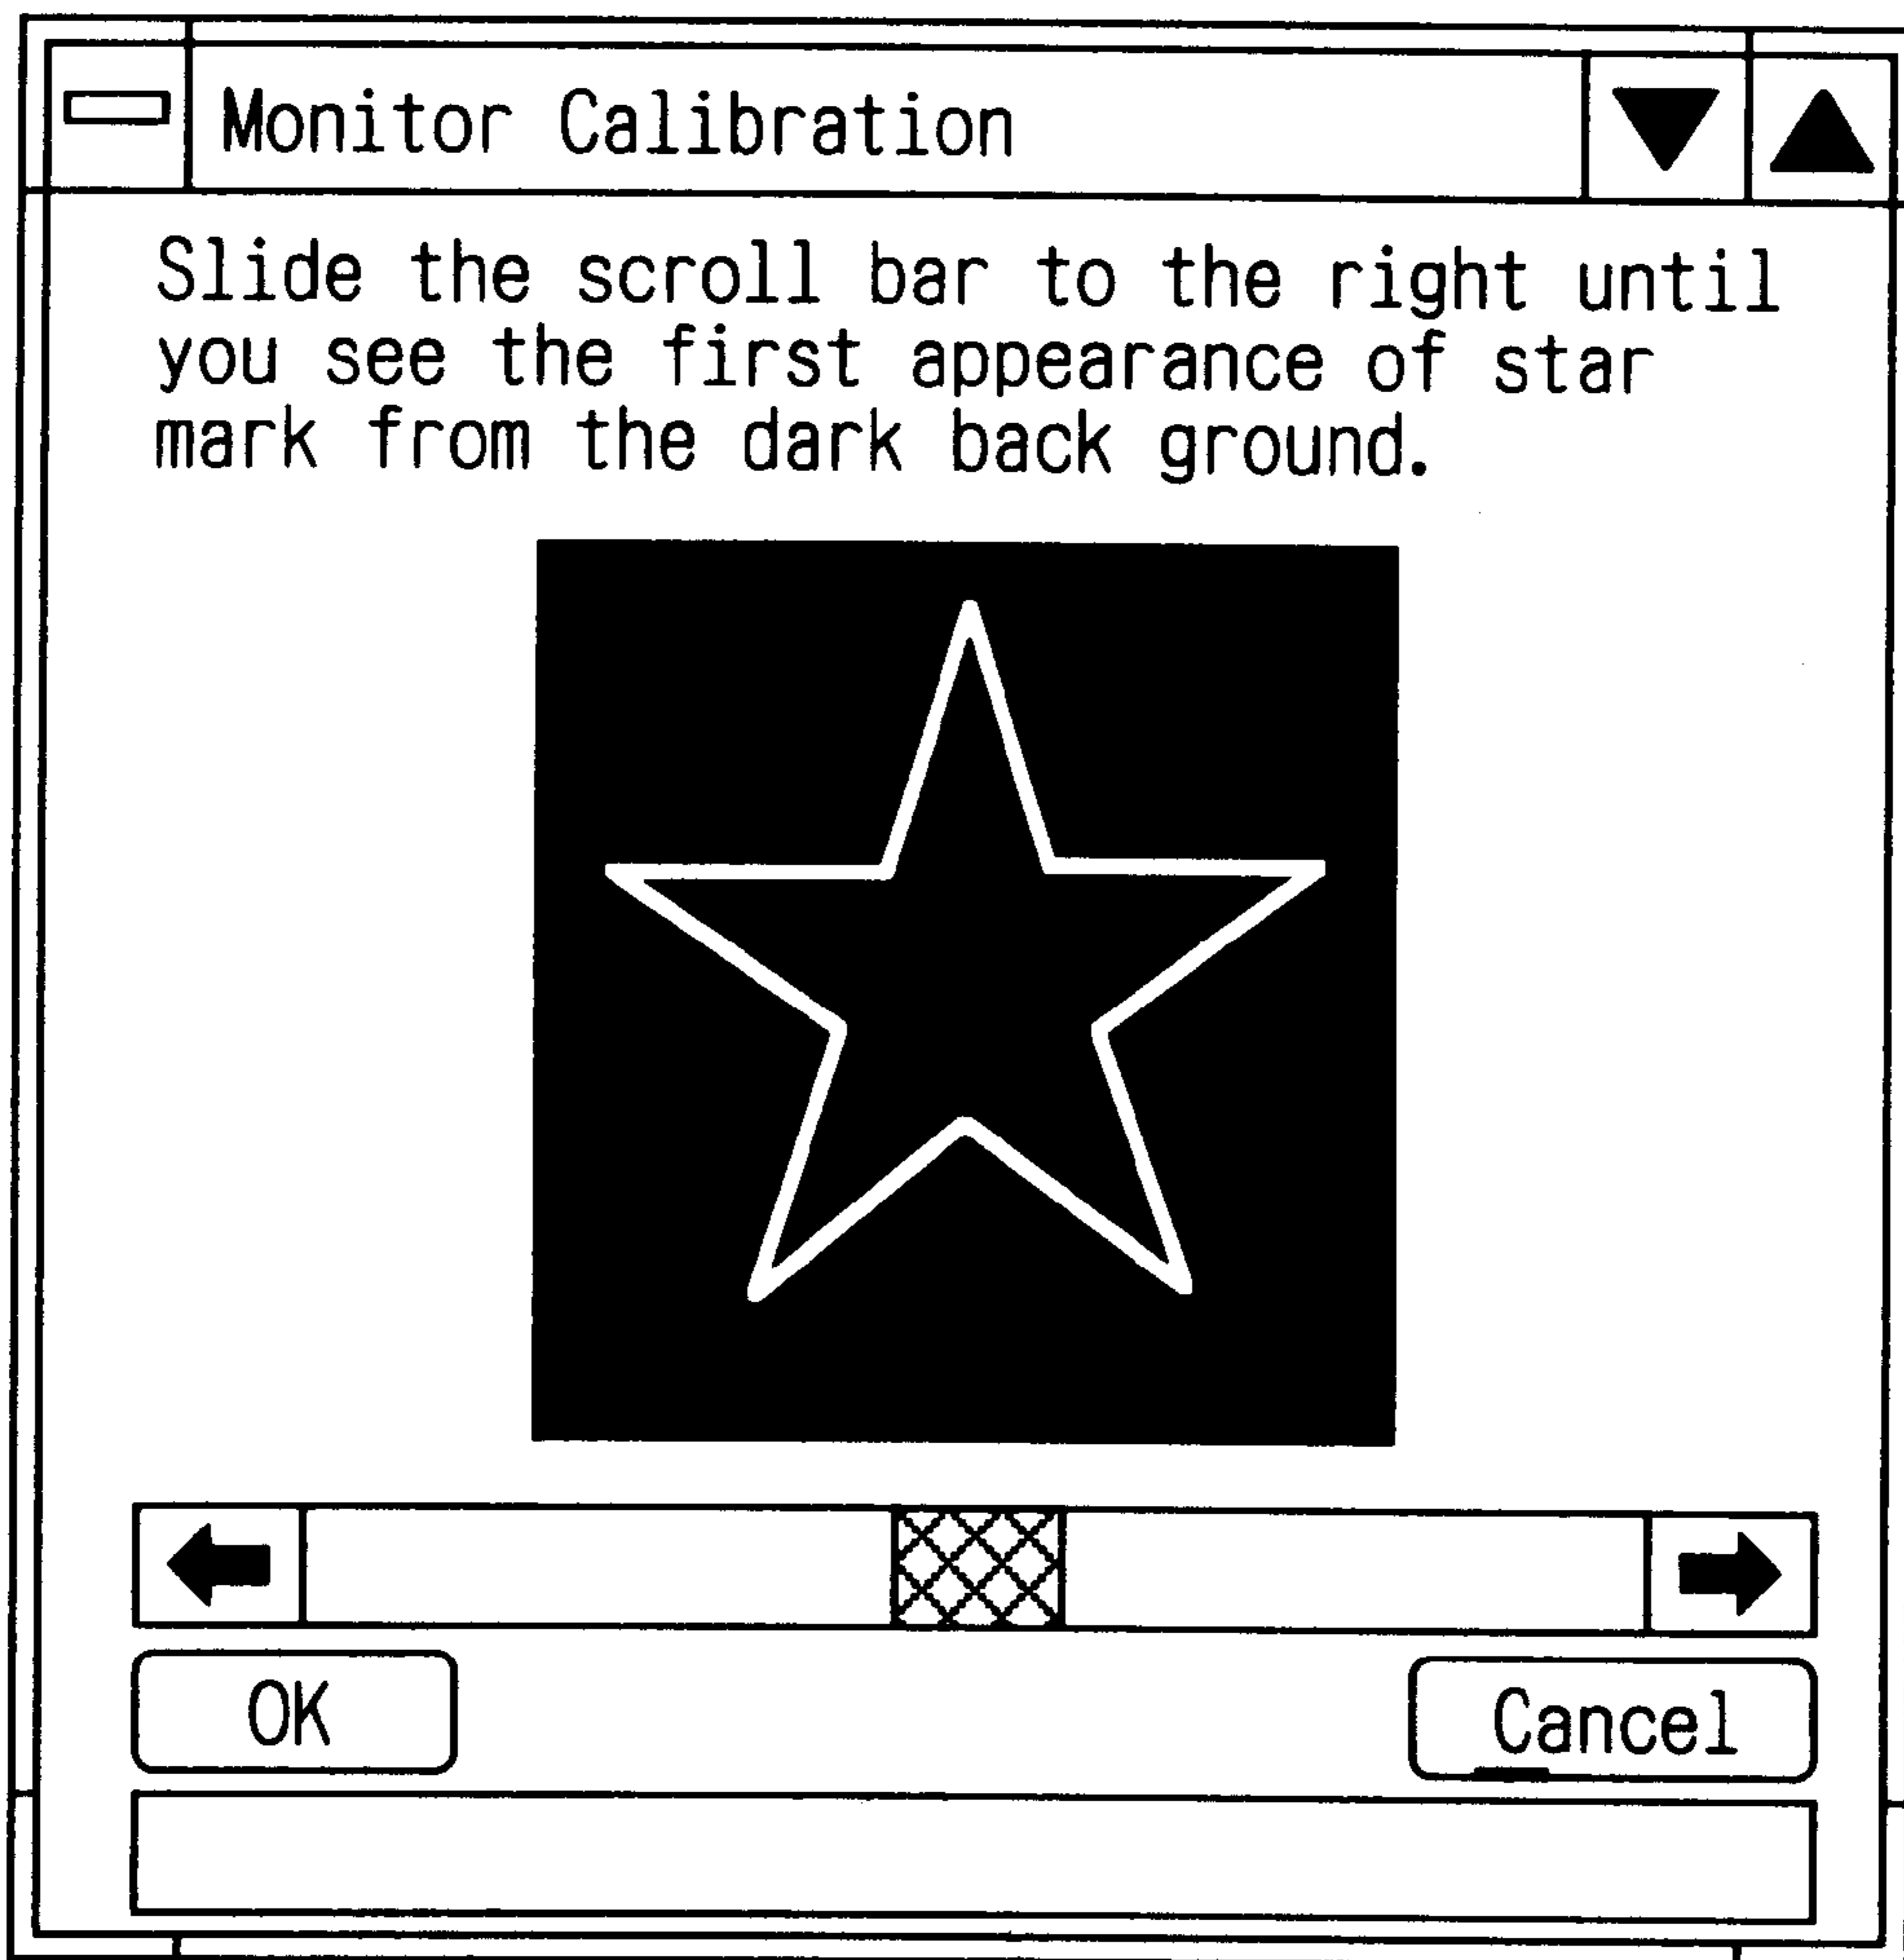 Monitor Calibration
Slide the scroll bar to the right until
you see the first appearance of star
mark from the dark back ground.
OK
Cancel